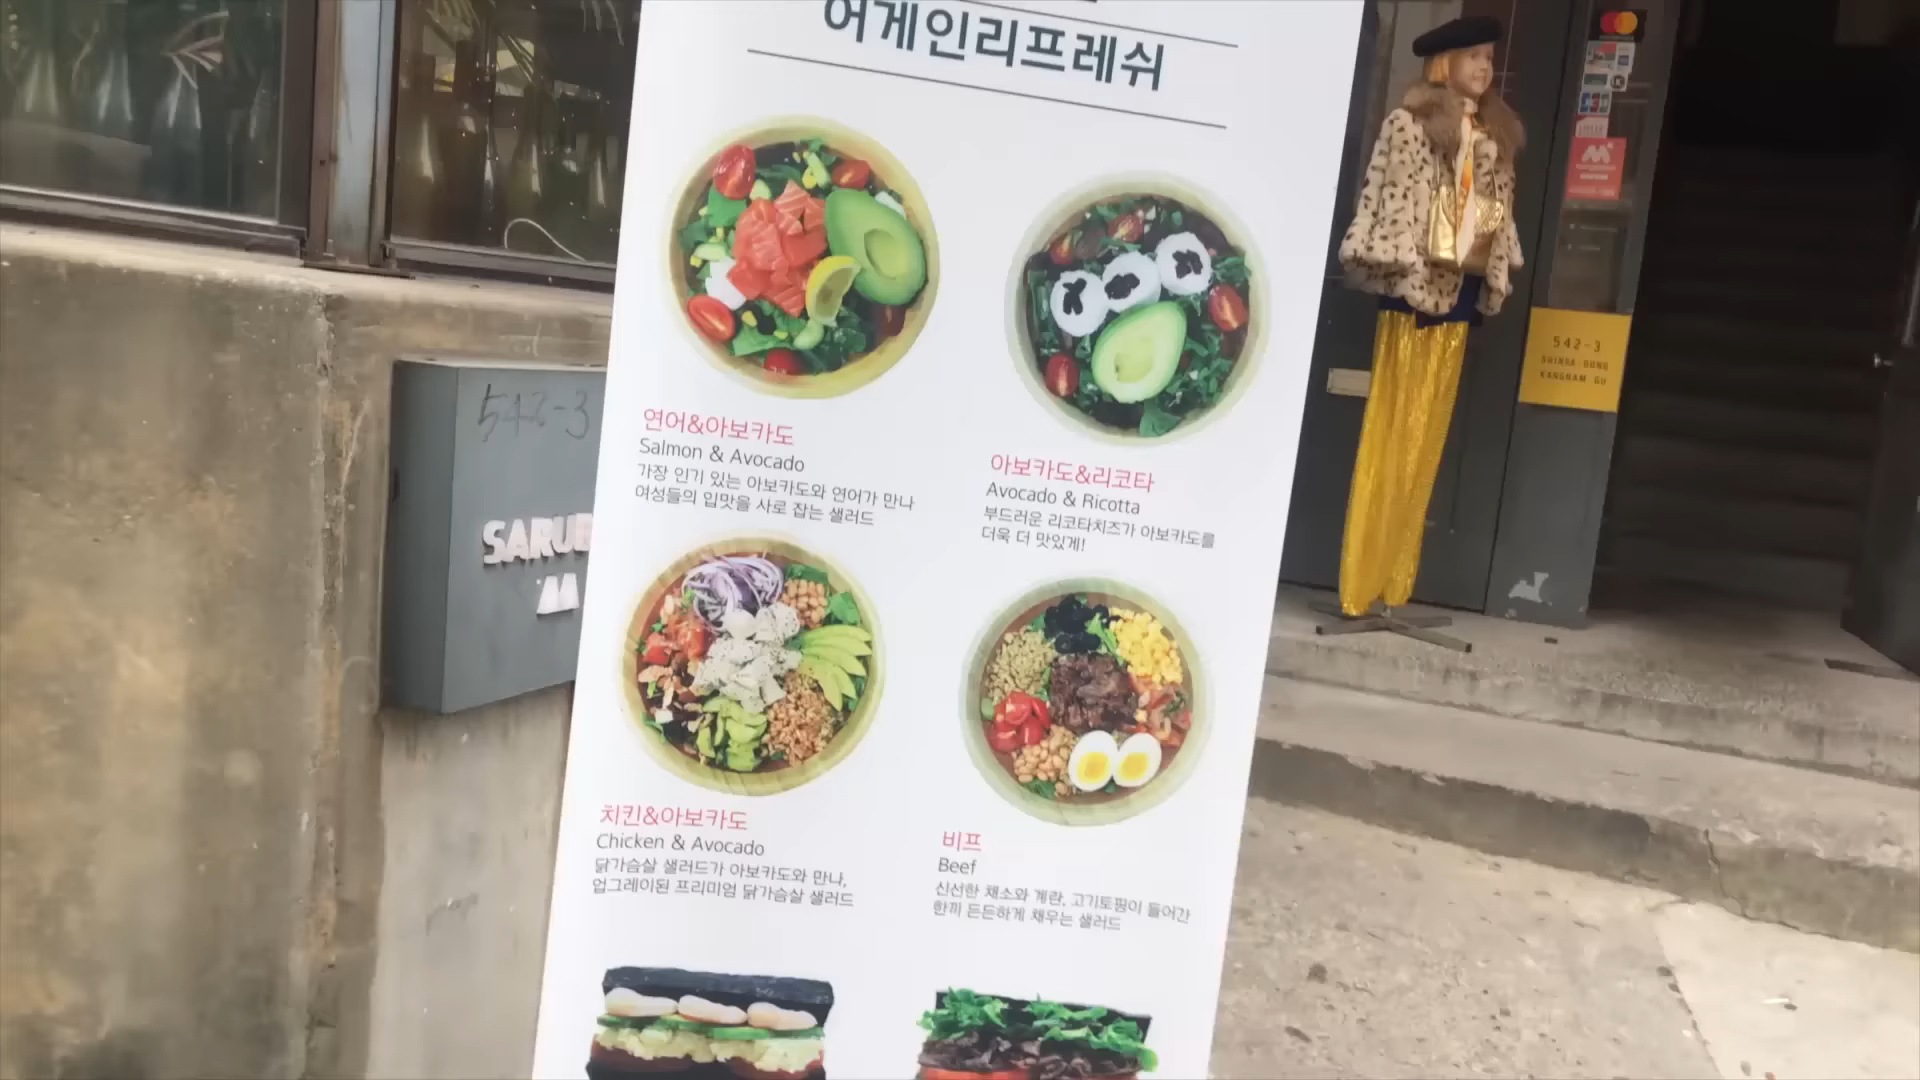 어게인리프레쉬
연어&아보카도
Salmon & Avocado
가장 인기 있는 아보카도와 연어가 만나
여성들의 입맛을 사로 잡는 샐러드
아보카도&리코타
Avocado & Ricotta
부드러운 리코타치즈가 아보카도를
더욱 더 맛있게!
치킨&아보카도
Chicken & Avocado
닭가슴살 샐러드가 아보카도와 만나,
업그레이된 프리미엄 닭가슴살 샐러드
비프
Beef
신선한 채소와 계란, 고기토핑이 들어간
한끼 든든하게 채우는 샐러드
542-3
SARUB
M
542-3
SHINSA DONG
KANGNAM GU